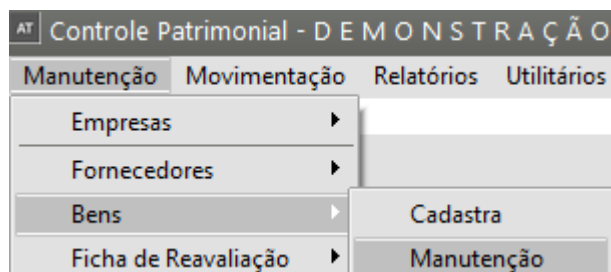 AT Controle Patrimonial - D E M O N S T R A Ç Ã O
Manutenção Movimentação Relatórios Utilitários
Empresas
Fornecedores
Bens Cadastra
Ficha de Reavaliação Manutenção